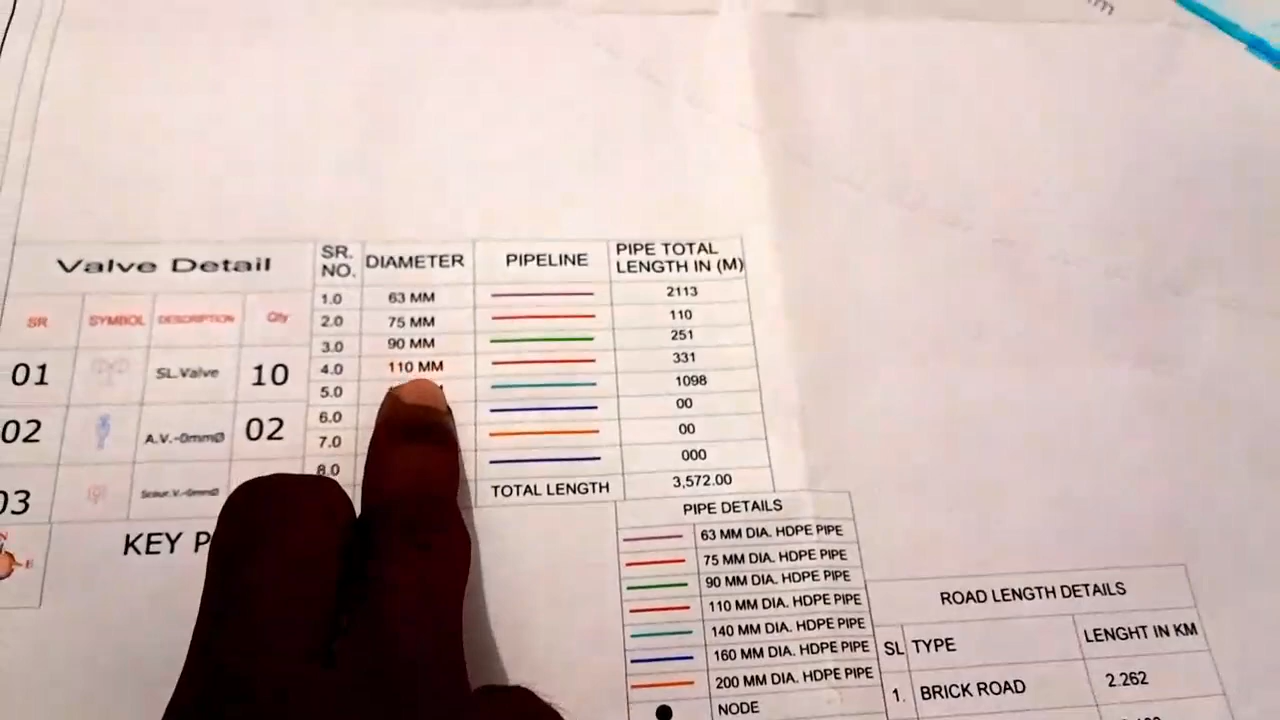 Valve Detail
SR SYMBOL DESCRIPTION Qty
01 SL.Valve 10
02 A.V.-0mmØ 02
03 Scour.V.-0mmØ
KEY P
N
E
SR. NO. DIAMETER PIPELINE PIPE TOTAL LENGTH IN (M)
1.0 63 MM 2113
2.0 75 MM 110
3.0 90 MM 251
4.0 110 MM 331
5.0 1098
6.0 00
7.0 00
8.0 000
TOTAL LENGTH 3,572.00
PIPE DETAILS
63 MM DIA. HDPE PIPE
75 MM DIA. HDPE PIPE
90 MM DIA. HDPE PIPE
110 MM DIA. HDPE PIPE
140 MM DIA. HDPE PIPE
160 MM DIA. HDPE PIPE
200 MM DIA. HDPE PIPE
NODE
ROAD LENGTH DETAILS
SL TYPE LENGHT IN KM
1. BRICK ROAD 2.262